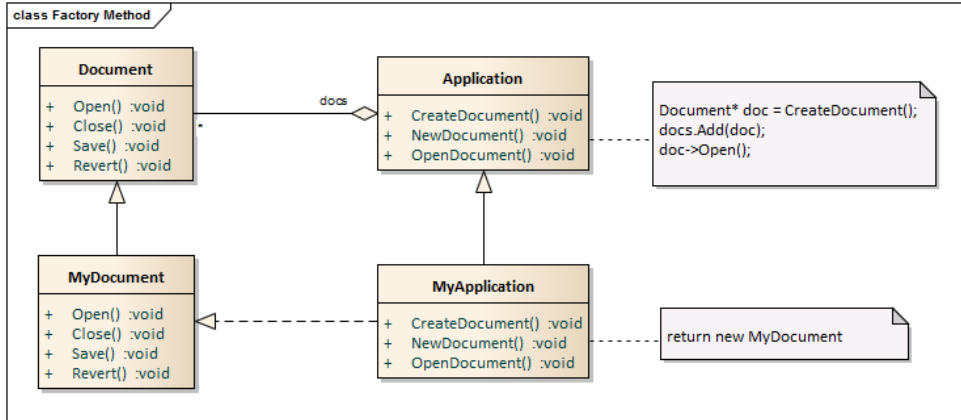 class Factory Method
Document
+ Open() :void
+ Close() :void
+ Save() :void
+ Revert() :void
docs
*
Application
+ CreateDocument() :void
+ NewDocument() :void
+ OpenDocument() :void
Document* doc = CreateDocument();
docs.Add(doc);
doc->Open();
MyDocument
+ Open() :void
+ Close() :void
+ Save() :void
+ Revert() :void
MyApplication
+ CreateDocument() :void
+ NewDocument() :void
+ OpenDocument() :void
return new MyDocument